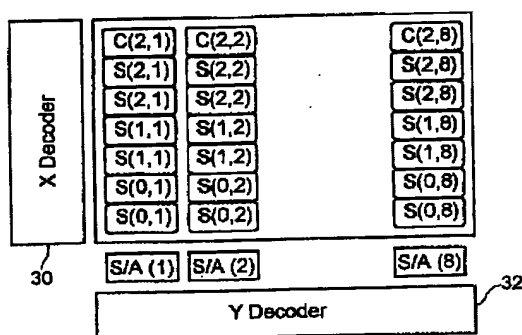 X Decoder
C(2,1) C(2,2) C(2,8)
S(2,1) S(2,2) S(2,8)
S(2,1) S(2,2) S(2,8)
S(1,1) S(1,2) S(1,8)
S(1,1) S(1,2) S(1,8)
S(0,1) S(0,2) S(0,8)
S(0,1) S(0,2) S(0,8)
30 S/A (1) S/A (2) S/A (8) 32
Y Decoder